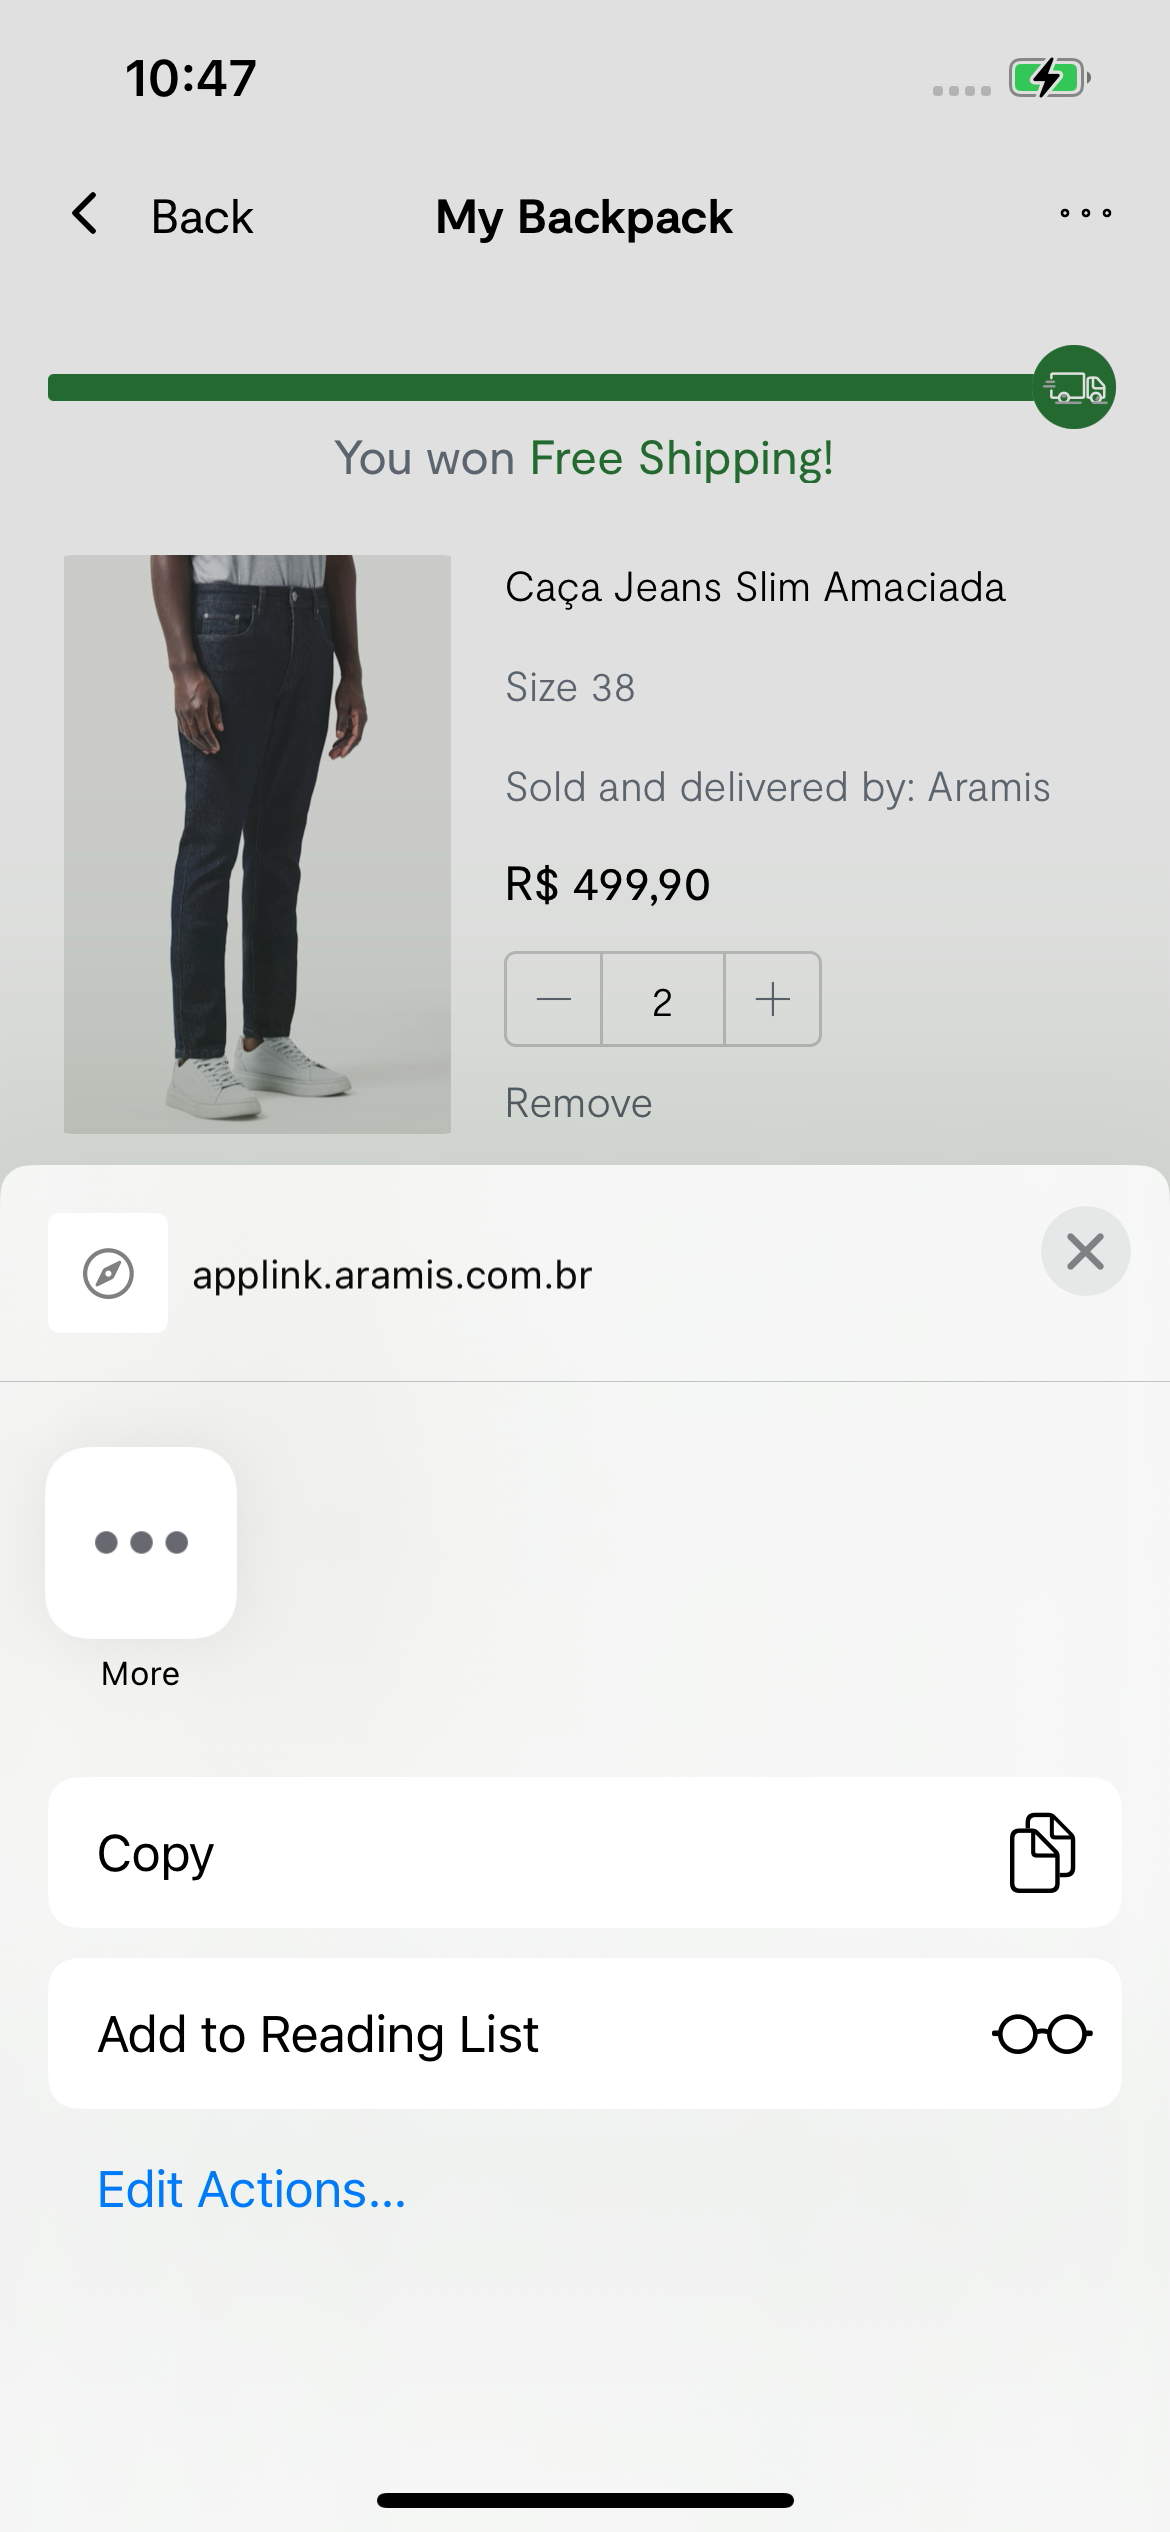 10:47
Back
My Backpack
You won Free Shipping!
Caça Jeans Slim Amaciada
Size 38
Sold and delivered by: Aramis
R$ 499,90
2
Remove
applink.aramis.com.br
More
Copy
Add to Reading List
Edit Actions...